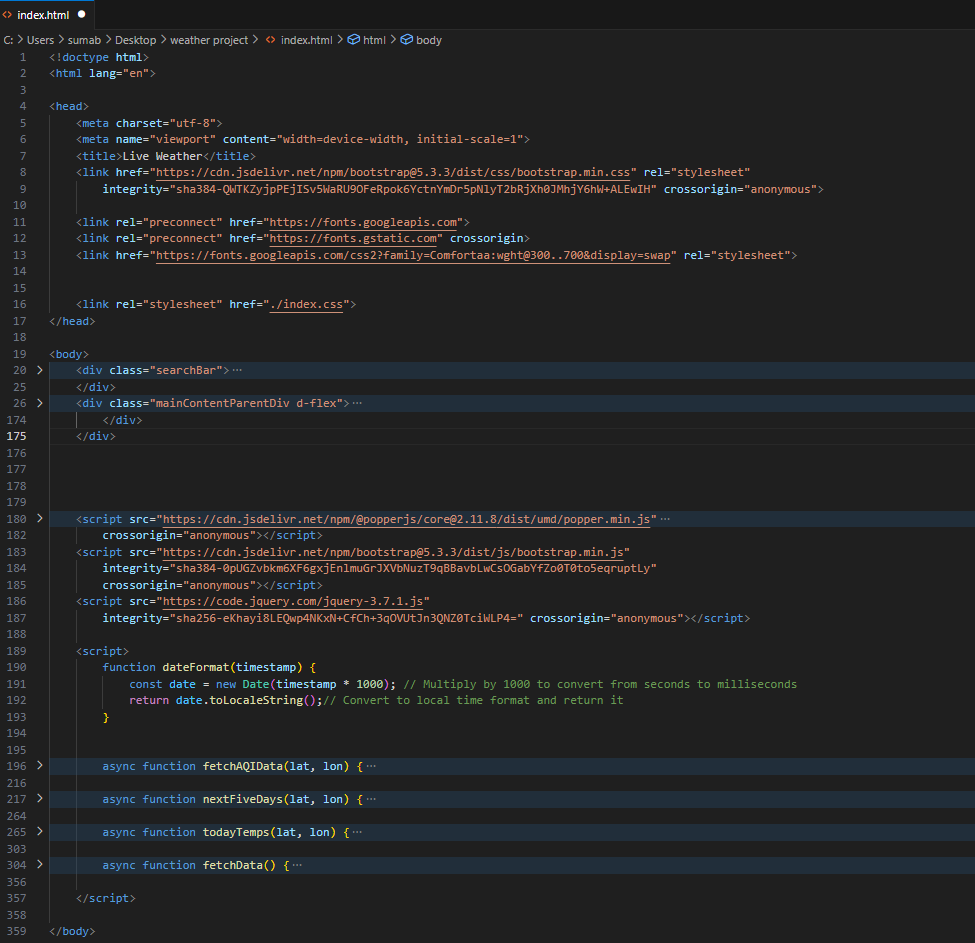 index.html
C: > Users > sumab > Desktop > weather project > index.html > html > body
1 <!doctype html>
2 <html lang="en">
3
4 <head>
5 <meta charset="utf-8">
6 <meta name="viewport" content="width=device-width, initial-scale=1">
7 <title>Live Weather</title>
8 <link href="https://cdn.jsdelivr.net/npm/bootstrap@5.3.3/dist/css/bootstrap.min.css" rel="stylesheet"
9 integrity="sha384-QWTKZyjpPEjISv5WaRU9OFeRpok6YctnYmDr5pNlyT2bRjXh0JMhjY6hW+ALEwIH" crossorigin="anonymous">
10
11 <link rel="preconnect" href="https://fonts.googleapis.com">
12 <link rel="preconnect" href="https://fonts.gstatic.com" crossorigin>
13 <link href="https://fonts.googleapis.com/css2?family=Comfortaa:wght@300..700&display=swap" rel="stylesheet">
14
15
16 <link rel="stylesheet" href="./index.css">
17 </head>
18
19 <body>
20 <div class="searchBar">…
25 </div>
26 <div class="mainContentParentDiv d-flex">…
174 </div>
175 </div>
176
177
178
179
180 <script src="https://cdn.jsdelivr.net/npm/@popperjs/core@2.11.8/dist/umd/popper.min.js"…
182 crossorigin="anonymous"></script>
183 <script src="https://cdn.jsdelivr.net/npm/bootstrap@5.3.3/dist/js/bootstrap.min.js"
184 integrity="sha384-0pUGZvbkm6XF6gxjEnlmuGrJXVbNuzT9qBBavbLwCsOGabYfZo0T0to5eqruptLy"
185 crossorigin="anonymous"></script>
186 <script src="https://code.jquery.com/jquery-3.7.1.js"
187 integrity="sha256-eKhayi8LEQwp4NKxN+CfCh+3qOVUtJn3QNZ0TciWLP4=" crossorigin="anonymous"></script>
188
189 <script>
190 function dateFormat(timestamp) {
191 const date = new Date(timestamp * 1000); // Multiply by 1000 to convert from seconds to milliseconds
192 return date.toLocaleString();// Convert to local time format and return it
193 }
194
195
196 async function fetchAQIData(lat, lon) {…
216
217 async function nextFiveDays(lat, lon) {…
264
265 async function todayTemps(lat, lon) {…
303
304 async function fetchData() {…
356
357 </script>
358
359 </body>